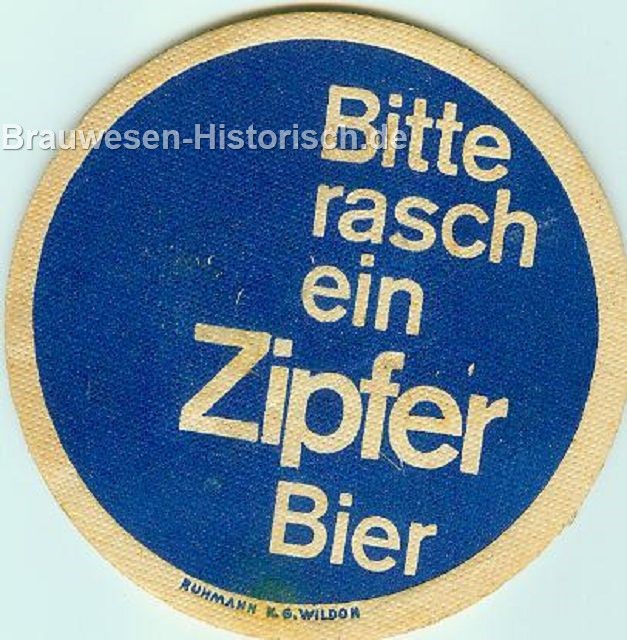 Brauwesen-Historisch.de
Bitte
rasch
ein
Zipfer
Bier
RUHMANN K.G. WILDON